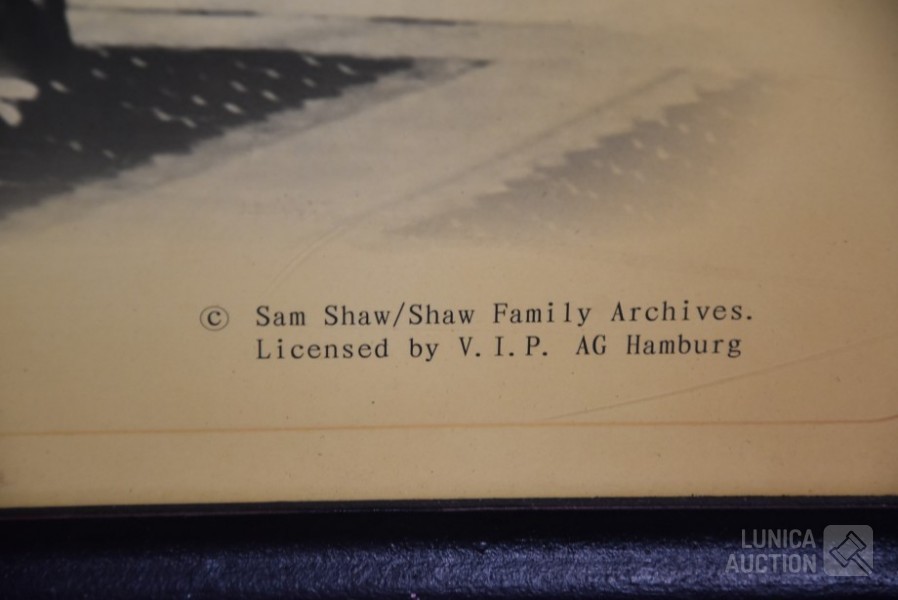 © Sam Shaw/Shaw Family Archives.
Licensed by V.I.P. AG Hamburg
LUNICA
AUCTION